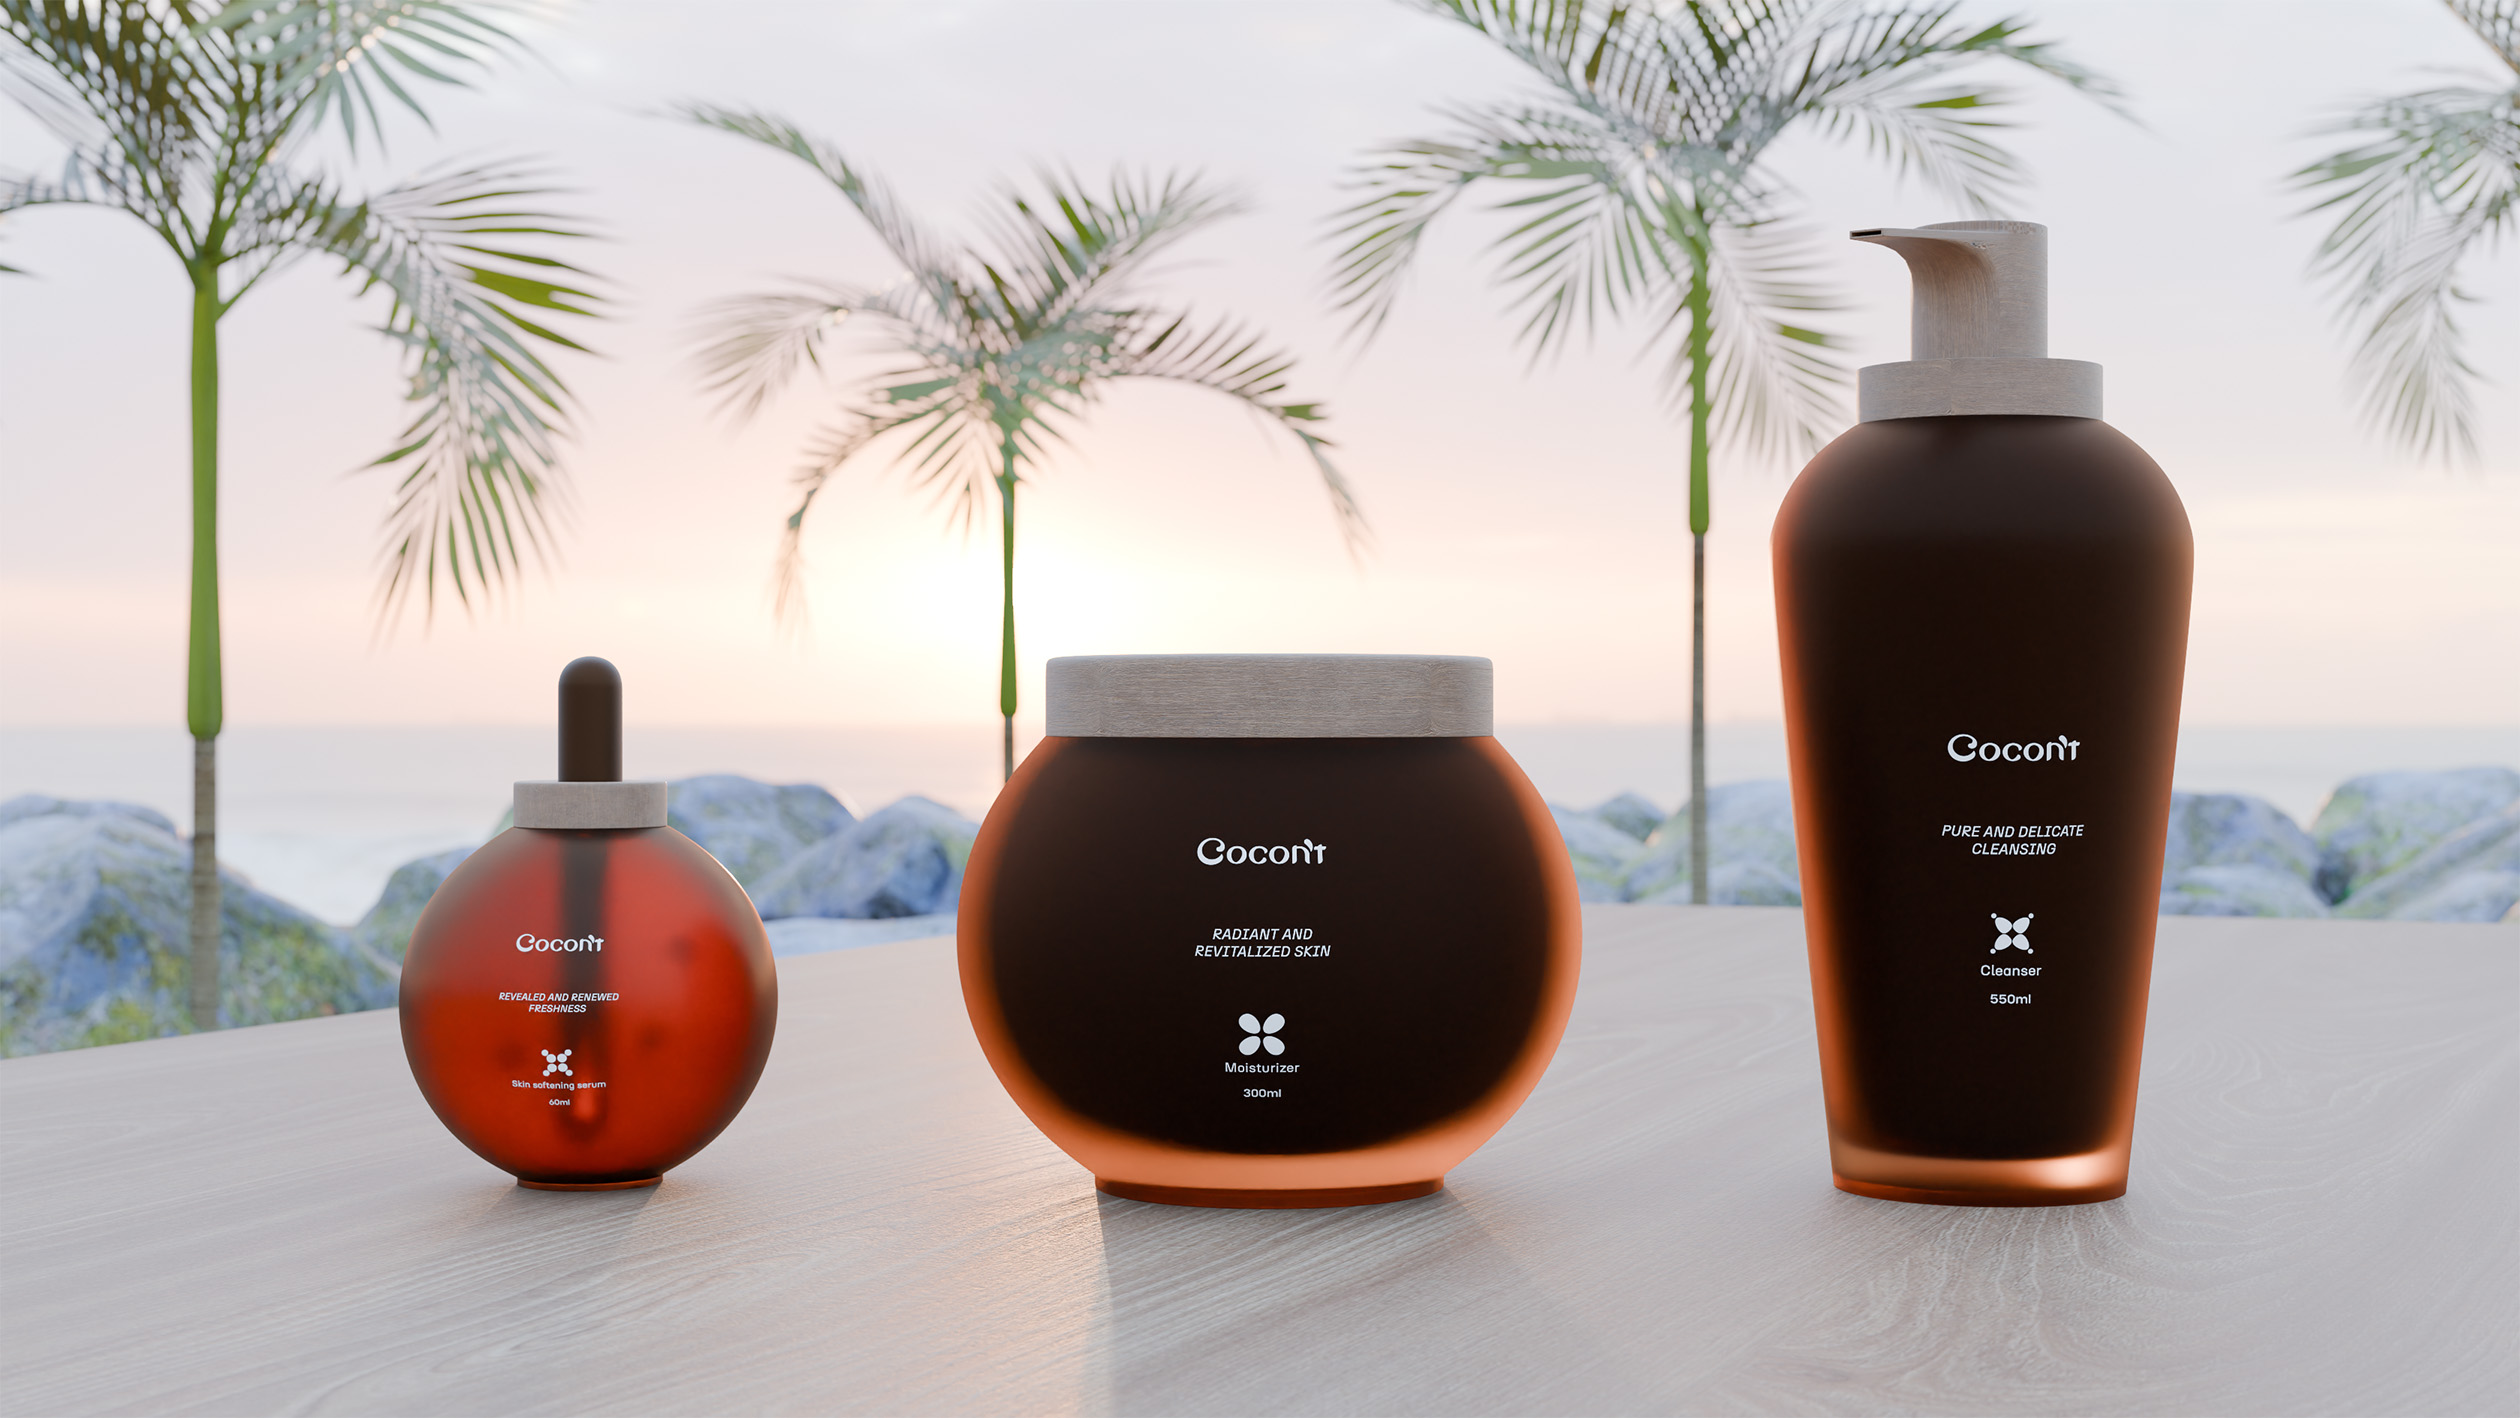 Cocon't
REVEALED AND RENEWED
FRESHNESS
Skin softening serum
60ml
Cocon't
RADIANT AND
REVITALIZED SKIN
Moisturizer
300ml
Cocon't
PURE AND DELICATE
CLEANSING
Cleanser
550ml